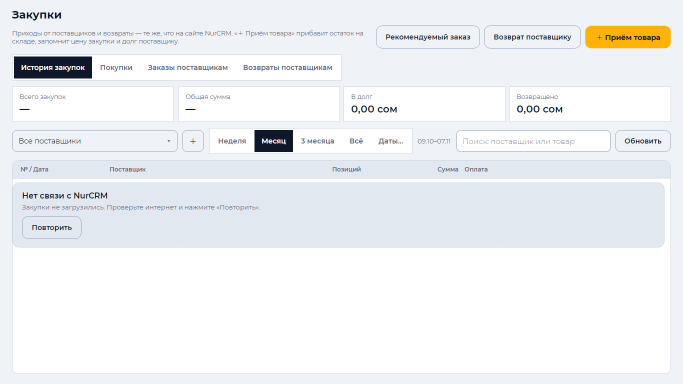 Закупки
Приходы от поставщиков и возвраты — те же, что на сайте NurCRM. «＋ Приём товара» прибавит остаток на
складе, запомнит цену закупки и долг поставщику.
Рекомендуемый заказ
Возврат поставщику
＋ Приём товара
История закупок
Покупки
Заказы поставщикам
Возвраты поставщикам
Всего закупок
—
Общая сумма
—
В долг
0,00 сом
Возвращено
0,00 сом
Все поставщики
＋
Неделя
Месяц
3 месяца
Всё
Даты...
09.10–07.11
Поиск: поставщик или товар
Обновить
№ / Дата
Поставщик
Позиций
Сумма
Оплата
Нет связи с NurCRM
Закупки не загрузились. Проверьте интернет и нажмите «Повторить».
Повторить